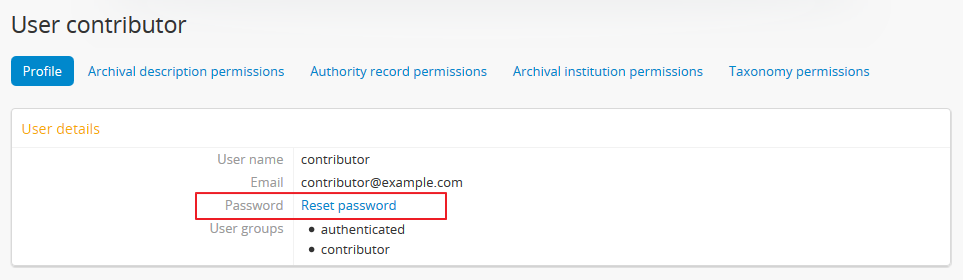 User contributor
Profile Archival description permissions Authority record permissions Archival institution permissions Taxonomy permissions
User details
User name contributor
Email contributor@example.com
Password Reset password
User groups • authenticated
• contributor